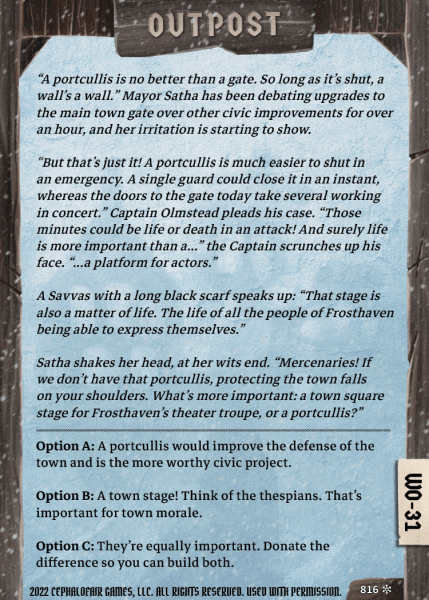 OUTPOST
“A portcullis is no better than a gate. So long as it’s shut, a
wall’s a wall.” Mayor Satha has been debating upgrades to
the main town gate over other civic improvements for over
an hour, and her irritation is starting to show.
“But that’s just it! A portcullis is much easier to shut in
an emergency. A single guard could close it in an instant,
whereas the doors to the gate today take several working
in concert.” Captain Olmstead pleads his case. “Those
minutes could be life or death in an attack! And surely life
is more important than a...” the Captain scrunches up his
face. “...a platform for actors.”
A Savvas with a long black scarf speaks up: “That stage is
also a matter of life. The life of all the people of Frosthaven
being able to express themselves.”
Satha shakes her head, at her wits end. “Mercenaries! If
we don’t have that portcullis, protecting the town falls
on your shoulders. What’s more important: a town square
stage for Frosthaven’s theater troupe, or a portcullis?”
Option A: A portcullis would improve the defense of the
town and is the more worthy civic project.
Option B: A town stage! Think of the thespians. That’s
important for town morale.
Option C: They’re equally important. Donate the
difference so you can build both.
WO-31
2022 CEPHALOFAIR GAMES, LLC. ALL RIGHTS RESERVED. USED WITH PERMISSION.
816